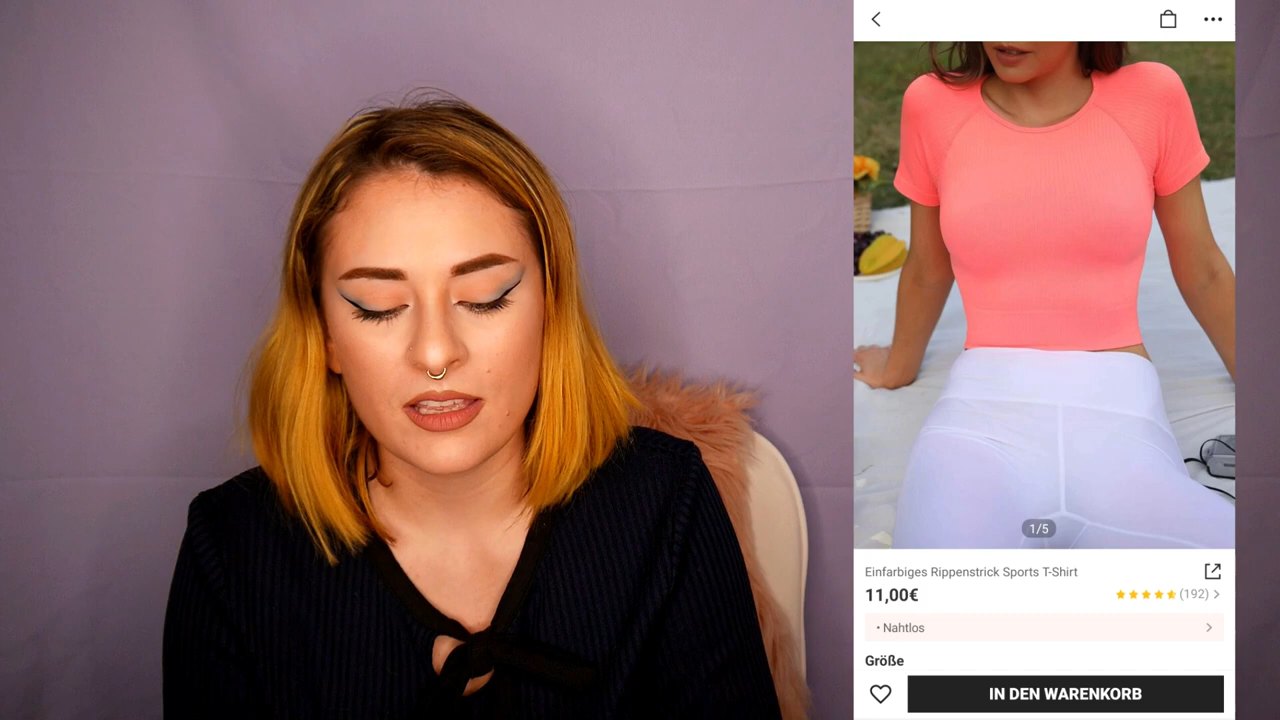 1/5
Einfarbiges Rippenstrick Sports T-Shirt
11,00€
(192)
• Nahtlos
Größe
IN DEN WARENKORB